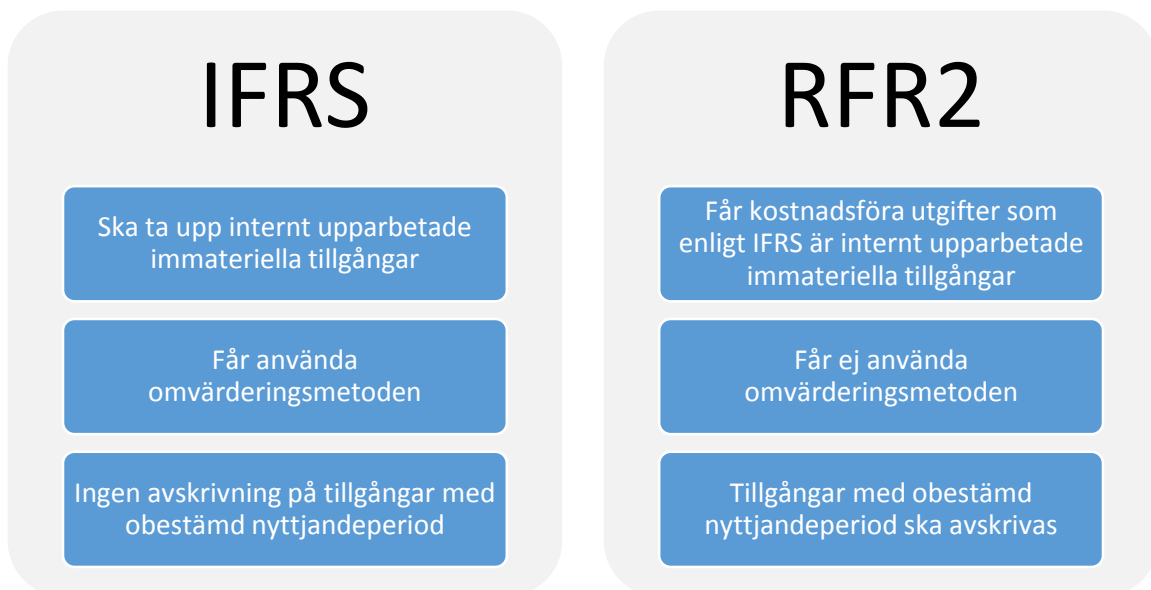 IFRS
Ska ta upp internt upparbetade
immateriella tillgångar
Får använda
omvärderingsmetoden
Ingen avskrivning på tillgångar med
obestämd nyttjandeperiod
RFR2
Får kostnadsföra utgifter som
enligt IFRS är internt upparbetade
immateriella tillgångar
Får ej använda
omvärderingsmetoden
Tillgångar med obestämd
nyttjandeperiod ska avskrivas